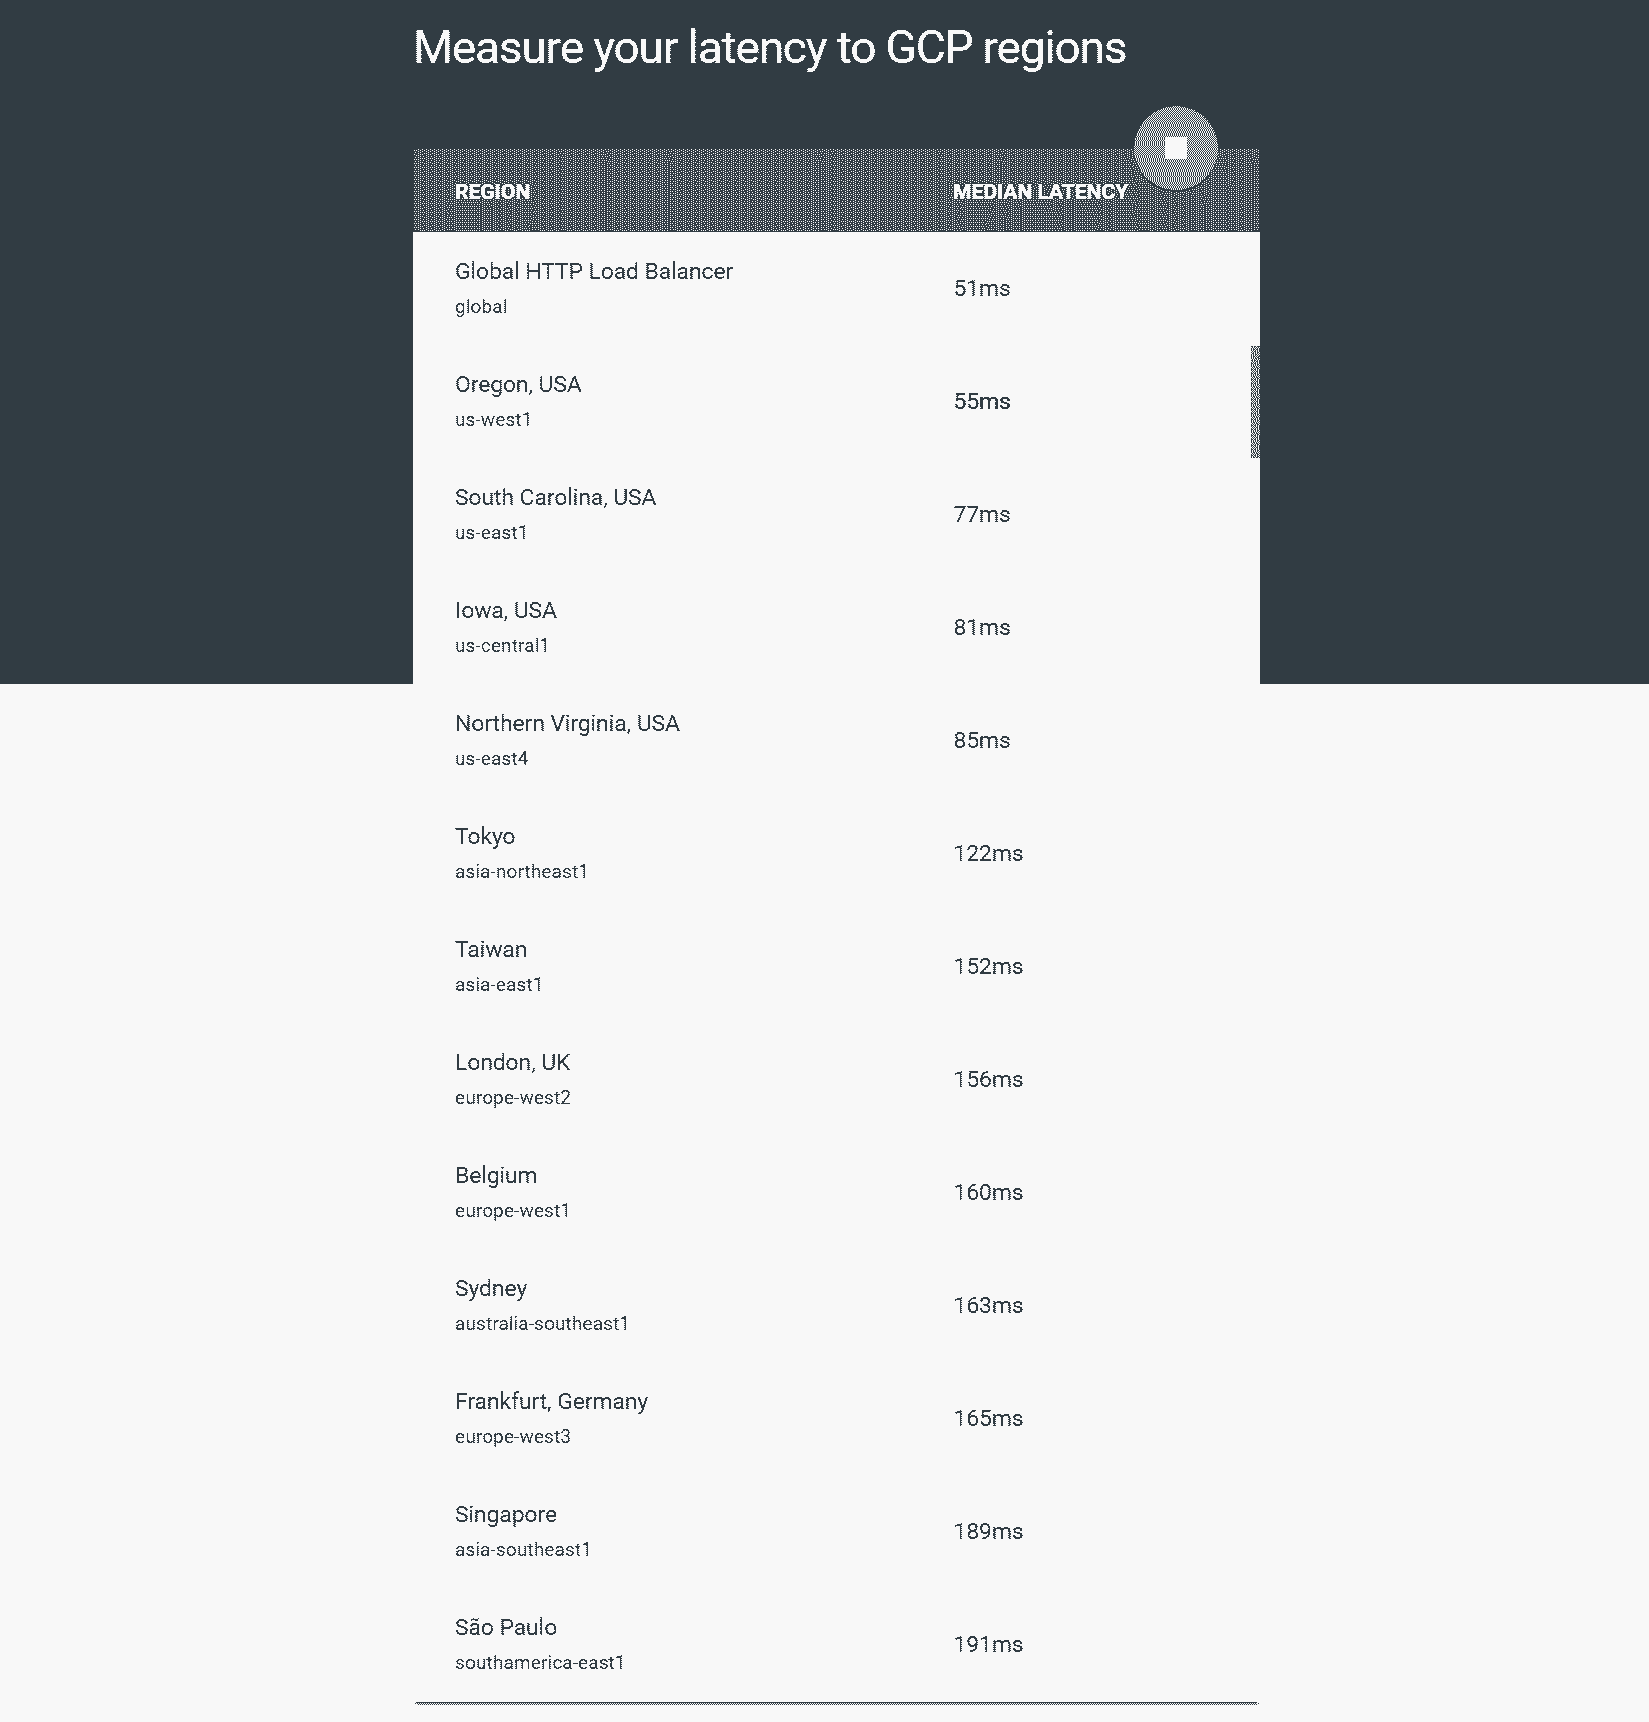 Measure your latency to GCP regions
REGION MEDIAN LATENCY
Global HTTP Load Balancer
global
51ms
Oregon, USA
us-west1
55ms
South Carolina, USA
us-east1
77ms
Iowa, USA
us-central1
81ms
Northern Virginia, USA
us-east4
85ms
Tokyo
asia-northeast1
122ms
Taiwan
asia-east1
152ms
London, UK
europe-west2
156ms
Belgium
europe-west1
160ms
Sydney
australia-southeast1
163ms
Frankfurt, Germany
europe-west3
165ms
Singapore
asia-southeast1
189ms
São Paulo
southamerica-east1
191ms